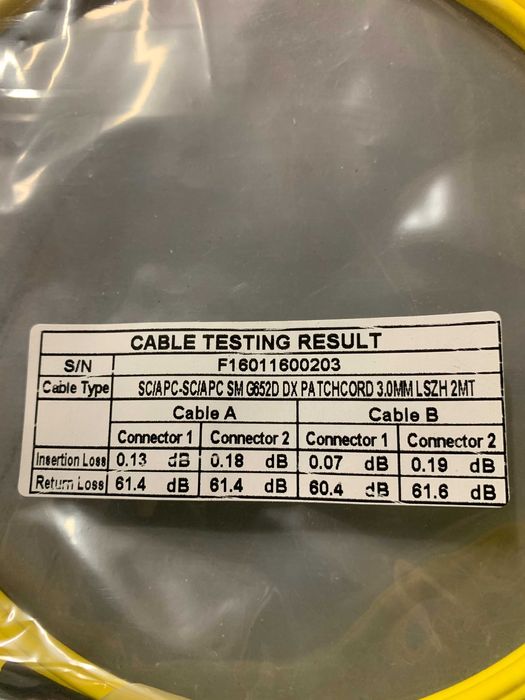 CABLE TESTING RESULT
S/N F16011600203
Cable Type SC/APC-SC/APC SM G652D DX PATCHCORD 3.0MM LSZH 2MT
Cable A Cable B
Connector 1 Connector 2 Connector 1 Connector 2
Insertion Loss 0.13 dB 0.18 dB 0.07 dB 0.19 dB
Return Loss 61.4 dB 61.4 dB 60.4 dB 61.6 dB